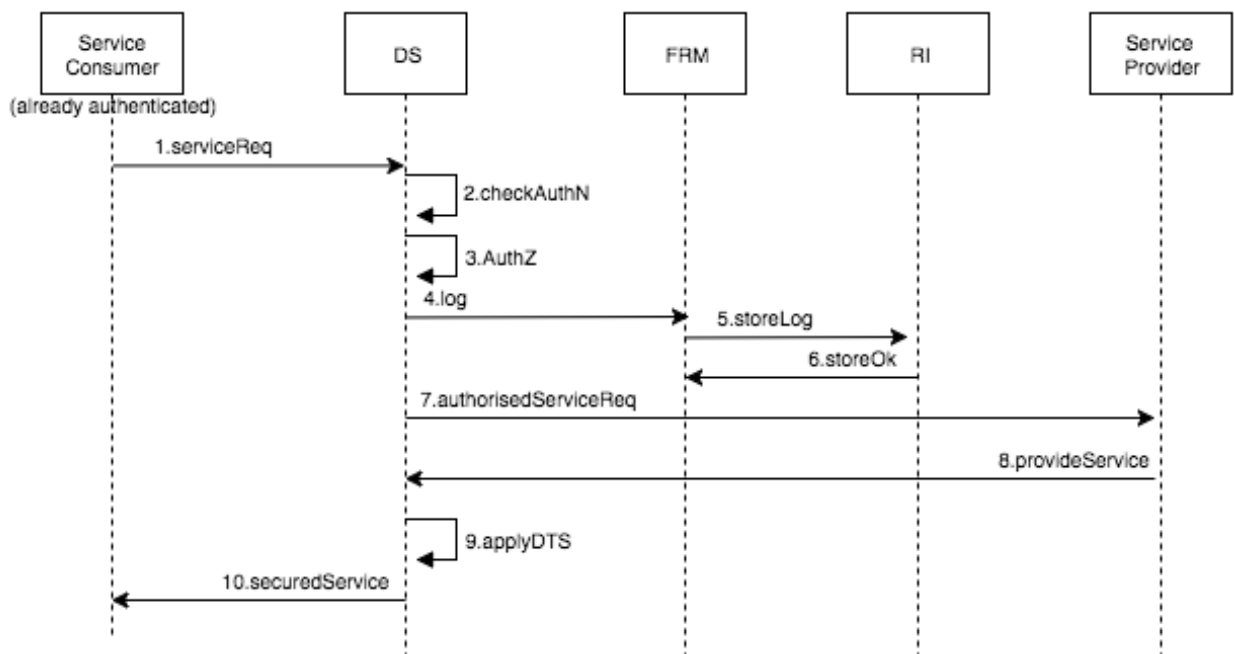 Service
Consumer
DS
FRM
RI
Service
Provider
(already authenticated)
1.serviceReq
2.checkAuthN
3.AuthZ
4.log
5.storeLog
6.storeOk
7.authorisedServiceReq
8.provideService
9.applyDTS
10.securedService